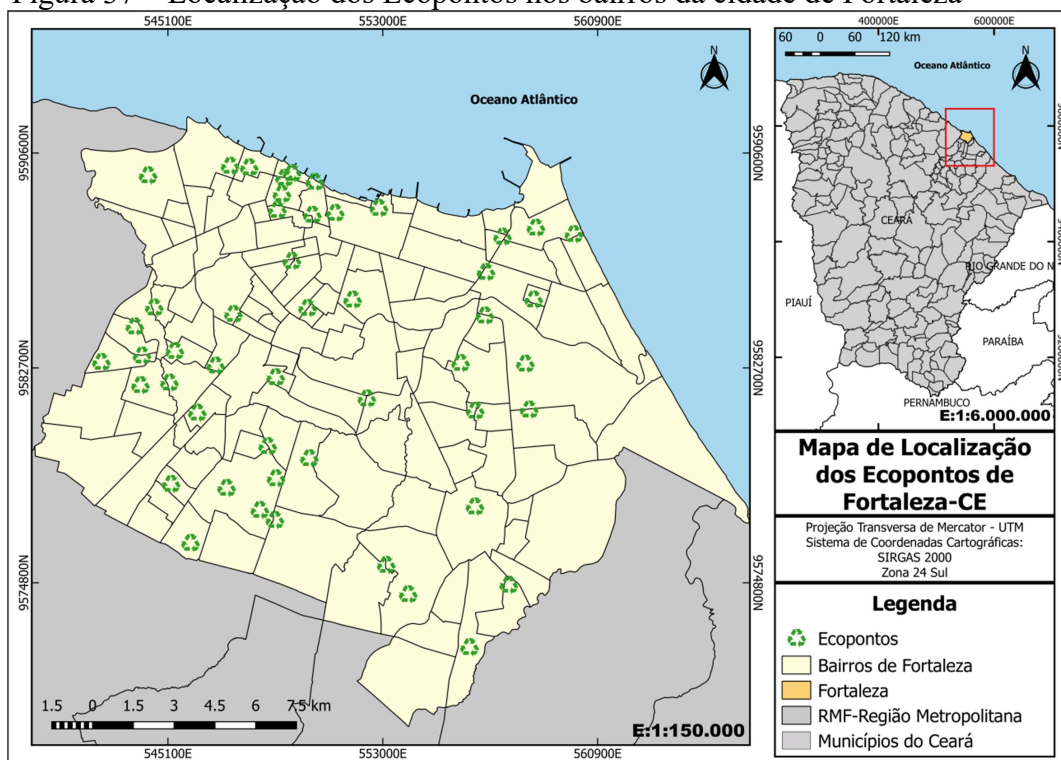 Figura 37 – Localização dos Ecopontos nos bairros da cidade de Fortaleza
545100E 553000E 560900E
9590600N
9582700N
9574800N
N
Oceano Atlântico
1.5 0 1.5 3 4.5 6 7.5 km
E:1:150.000
9590600N
9582700N
9574800N
545100E 553000E 560900E
400000E 600000E
60 0 60 120 km
N
Oceano Atlântico
CEARÁ
RIO GRANDE DO N
PIAUÍ
PARAÍBA
PERNAMBUCO
E:1:6.000.000
Mapa de Localização
dos Ecopontos de
Fortaleza-CE
Projeção Transversa de Mercator - UTM
Sistema de Coordenadas Cartográficas:
SIRGAS 2000
Zona 24 Sul
Legenda
Ecopontos
Bairros de Fortaleza
Fortaleza
RMF-Região Metropolitana
Municípios do Ceará